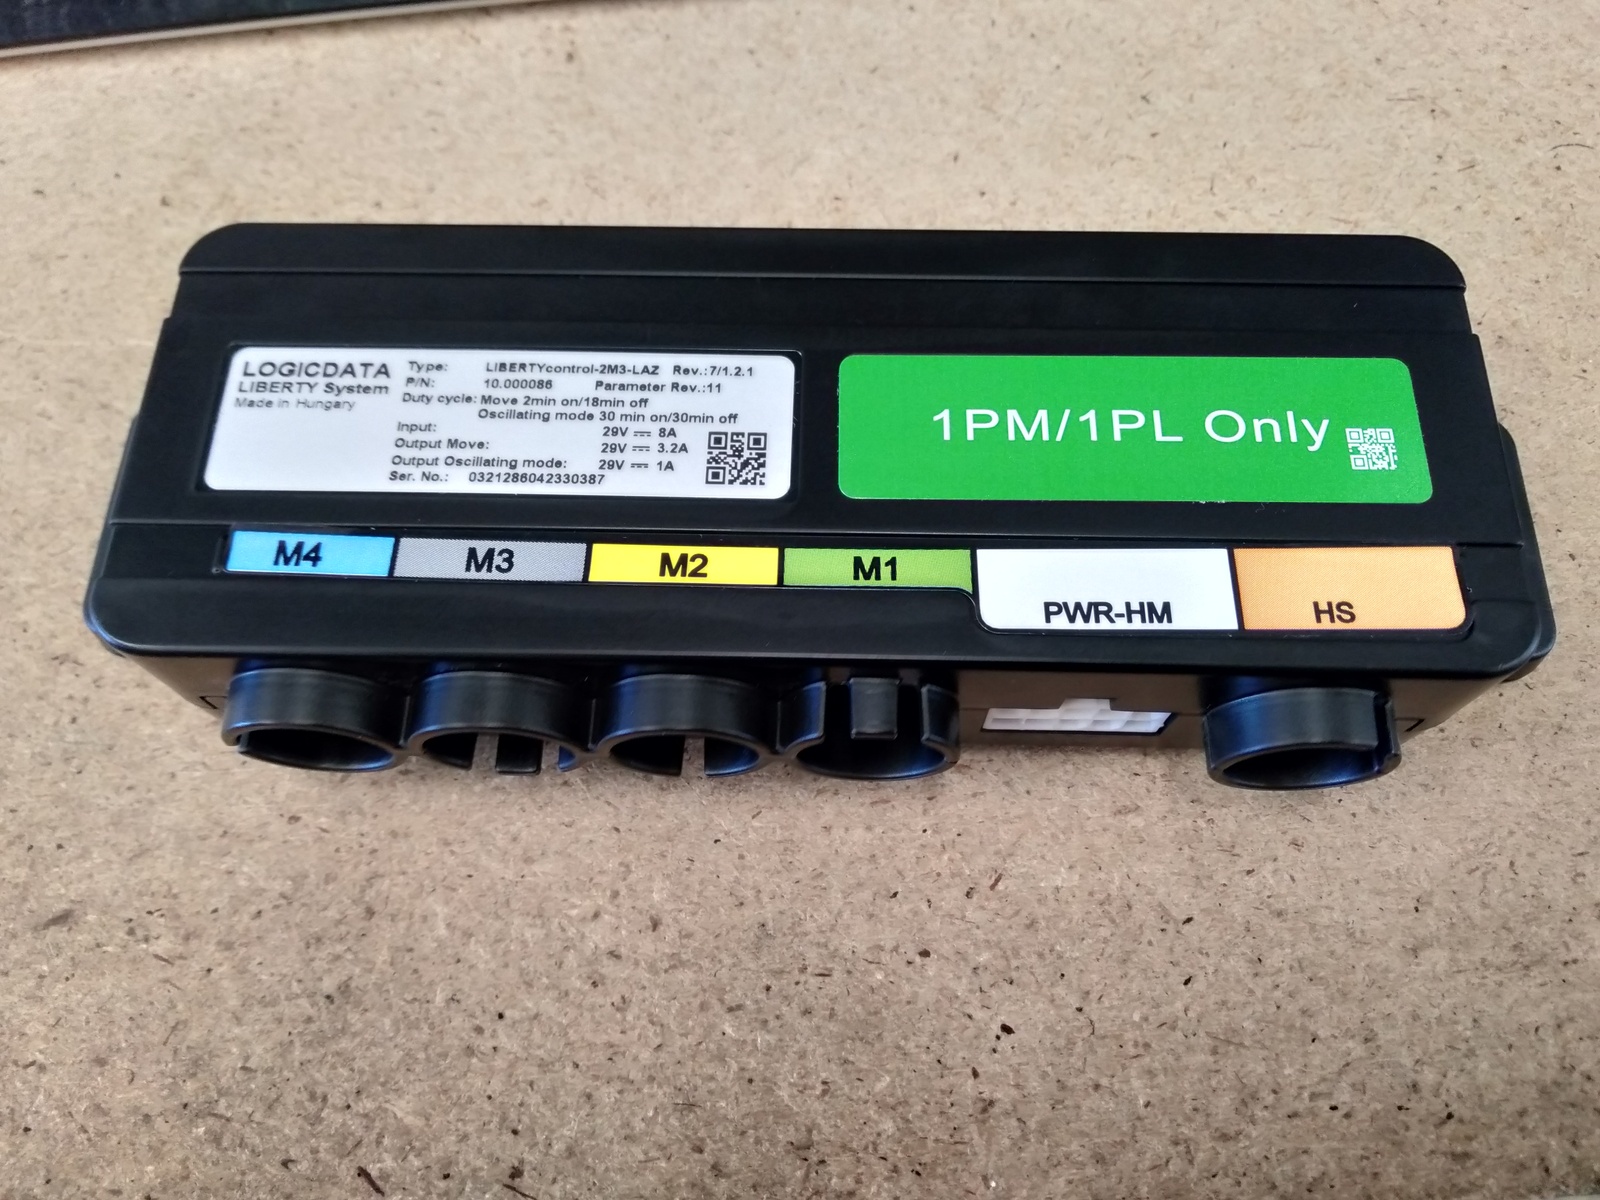 LOGICDATA
LIBERTY System
Made in Hungary
Type: LIBERTYcontrol-2M3-LAZ Rev.:7/1.2.1
P/N: 10.000086 Parameter Rev.:11
Duty cycle: Move 2min on/18min off
Oscillating mode 30 min on/30min off
Input: 29V ⎓ 8A
Output Move: 29V ⎓ 3.2A
Output Oscillating mode: 29V ⎓ 1A
Ser. No.: 0321286042330387
1PM/1PL Only
M4 M3 M2 M1
PWR-HM HS